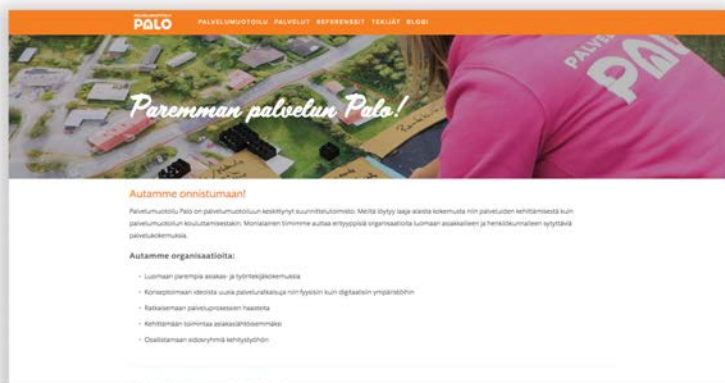 PALVELUMUOTOILU
PALO
PALVELUMUOTOILU PALVELUT REFERENSSIT TEKIJÄT BLOGI
PALVEL
PALO
Paremman palvelun Palo!
Autamme onnistumaan!
Palvelumuotoilu Palo on palvelumuotoiluun keskittynyt suunnittelutoimisto. Meiltä löytyy laaja alaista kokemusta niin palveluiden kehittämisestä kuin
palvelumuotoilun kouluttamisestakin. Monialainen tiimimme auttaa erityyppisiä organisaatioita luomaan asiakkailleen ja henkilökunnalleen sytyttäviä
palvelukokemuksia.
Autamme organisaatioita:
- Luomaan parempia asiakas- ja työntekijäkokemuksia
- Konseptoimaan ideoista uusia palveluratkaisuja niin fyysisiin kuin digitaalisiin ympäristöihin
- Ratkaisemaan palveluprosessien haasteita
- Kehittämään toimintaa asiakaslähtöisemmäksi
- Osallistamaan sidosryhmiä kehitystyöhön